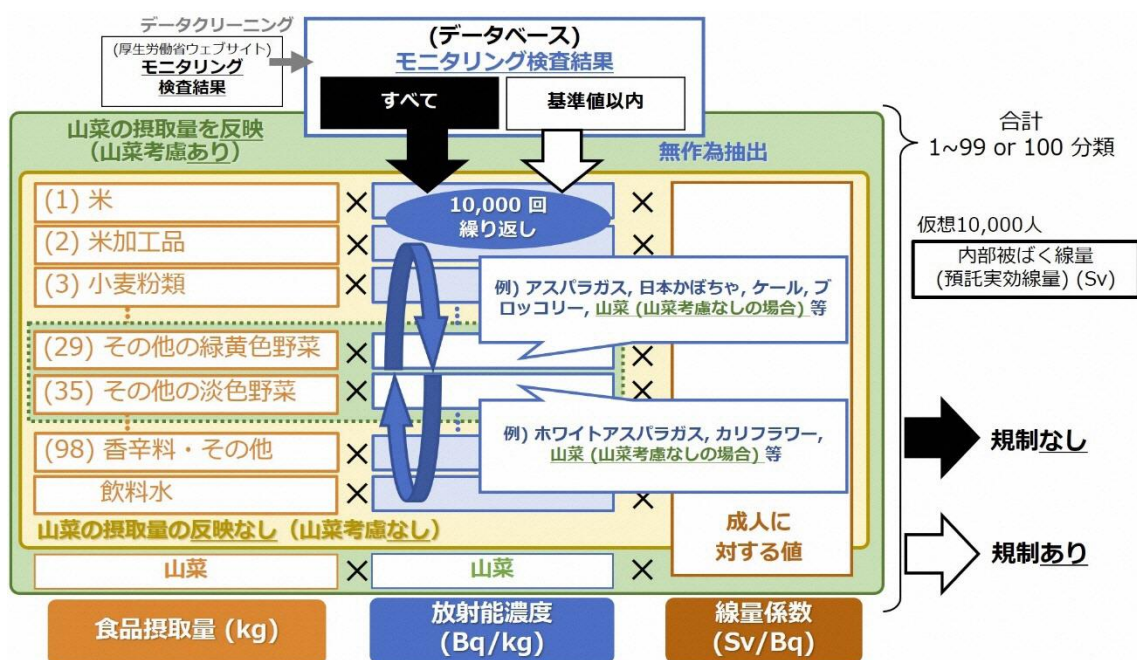 データクリーニング
(厚生労働省ウェブサイト)
モニタリング
検査結果
(データベース)
モニタリング検査結果
すべて
基準値以内
山菜の摂取量を反映
(山菜考慮あり)
無作為抽出
合計
1~99 or 100 分類
(1) 米
×
×
10,000 回
繰り返し
(2) 米加工品
×
×
仮想10,000人
内部被ばく線量
(預託実効線量) (Sv)
(3) 小麦粉類
×
例) アスパラガス, 日本かぼちゃ, ケール, ブ
ロッコリー, 山菜 (山菜考慮なしの場合) 等
(29) その他の緑黄色野菜
×
×
(35) その他の淡色野菜
×
×
例) ホワイトアスパラガス, カリフラワー,
山菜 (山菜考慮なしの場合) 等
(98) 香辛料・その他
×
飲料水
×
×
規制なし
山菜の摂取量の反映なし (山菜考慮なし)
成人に
対する値
規制あり
山菜
×
山菜
×
食品摂取量 (kg)
放射能濃度
(Bq/kg)
線量係数
(Sv/Bq)